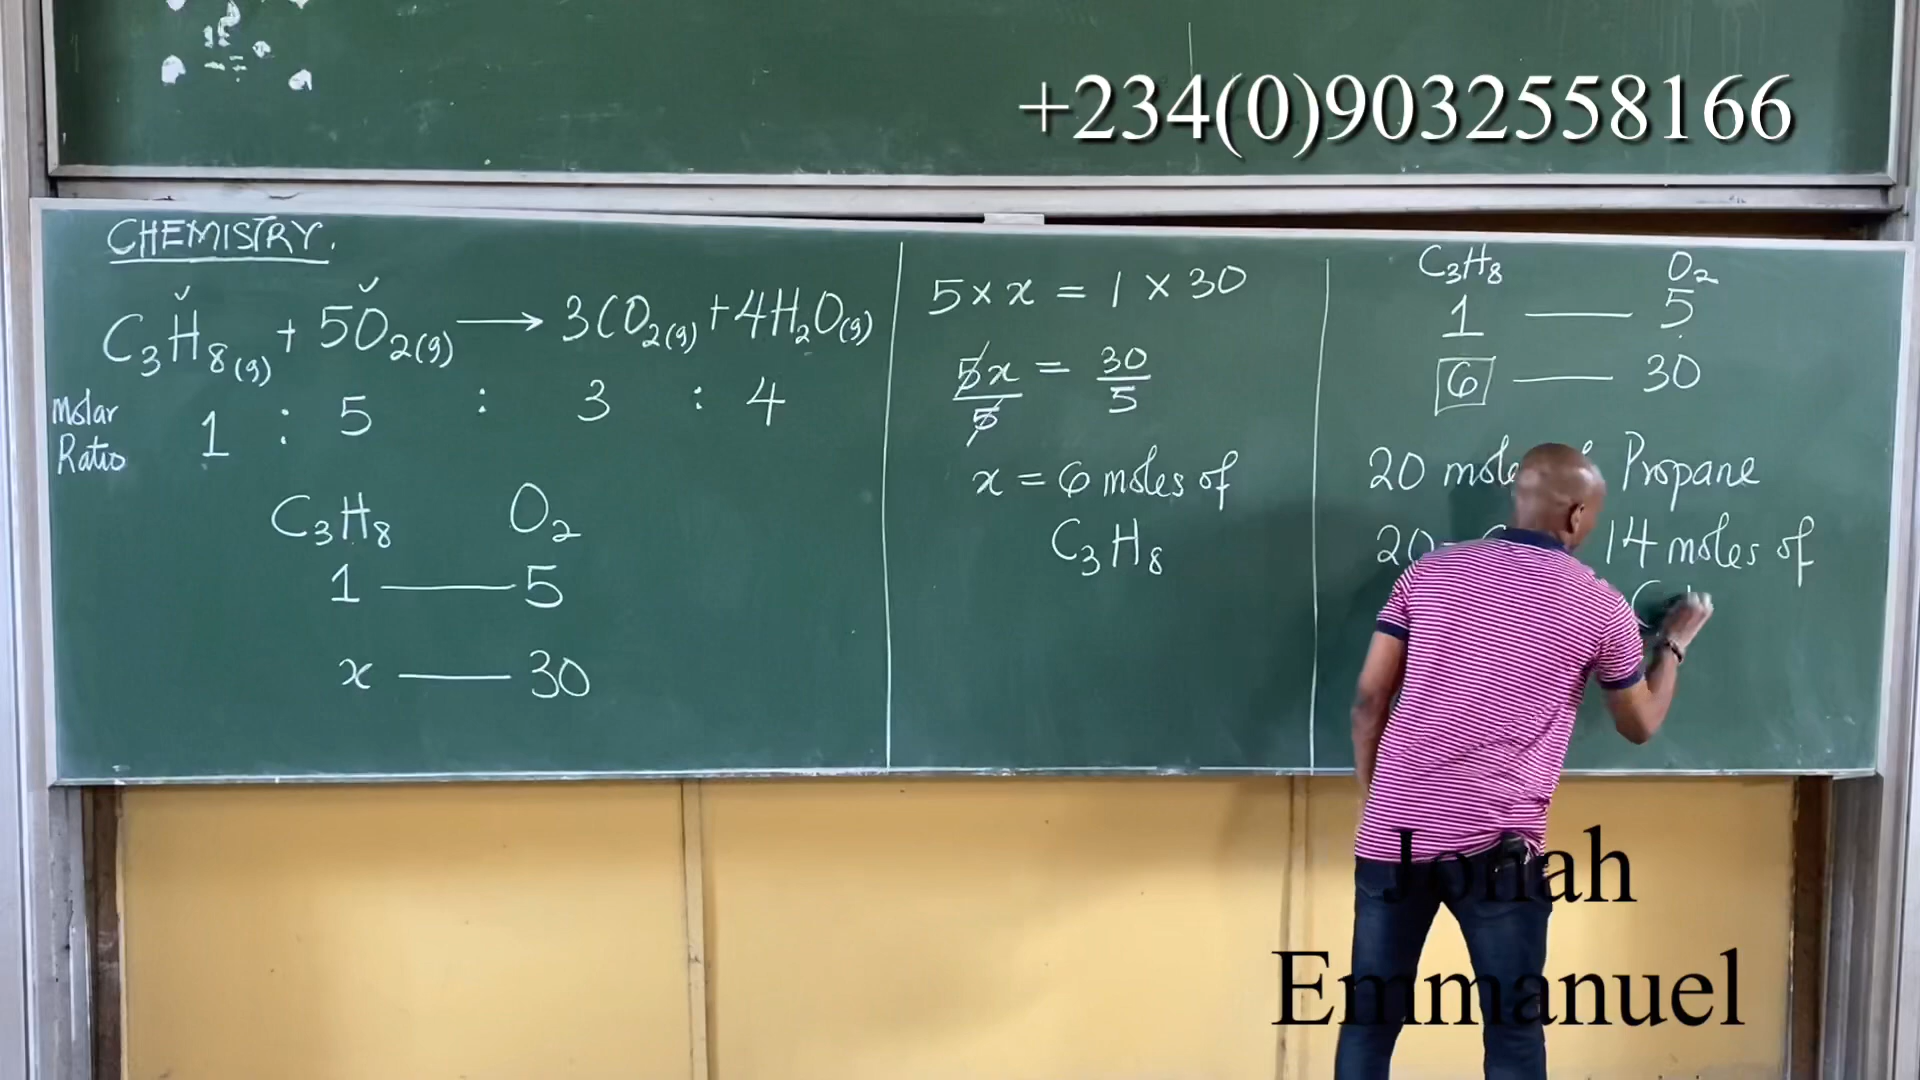 +234(0)9032558166
CHEMISTRY.
C₃H₈(g) + 5O₂(g) → 3CO₂(g) + 4H₂O(g)
Molar Ratio 1 : 5 : 3 : 4
C₃H₈ O₂
1 — 5
x — 30
5 × x = 1 × 30
5x/5 = 30/5
x = 6 moles of
C₃H₈
C₃H₈ O₂
1 — 5
6 — 30
20 Propane
20 14 moles of
C
Jonah
Emmanuel